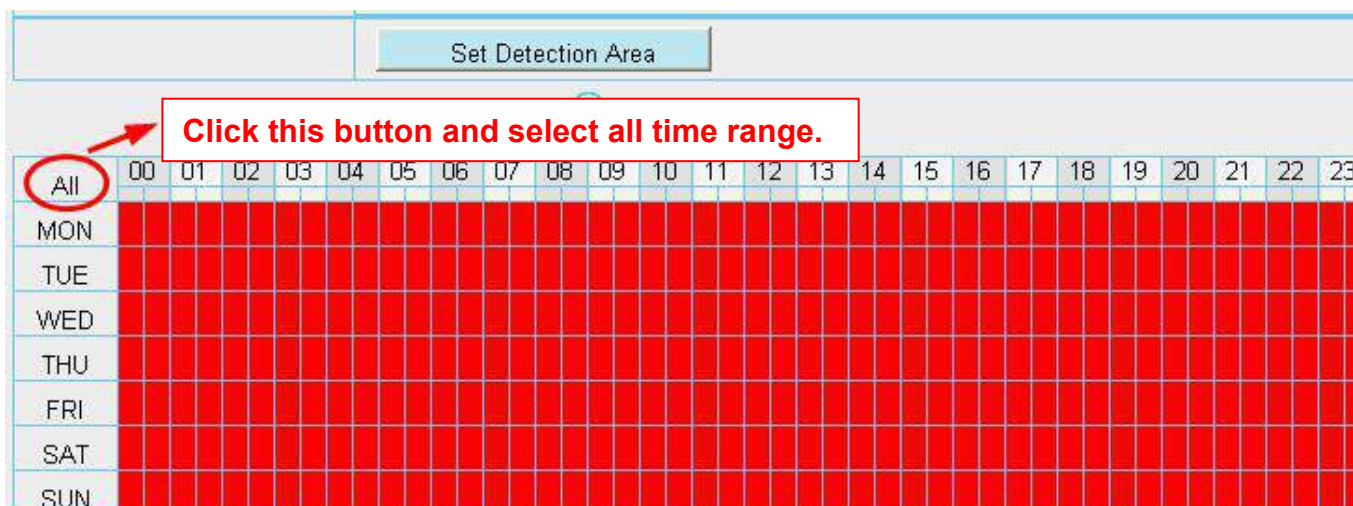 Set Detection Area
Click this button and select all time range.
All 00 01 02 03 04 05 06 07 08 09 10 11 12 13 14 15 16 17 18 19 20 21 22 23
MON
TUE
WED
THU
FRI
SAT
SUN